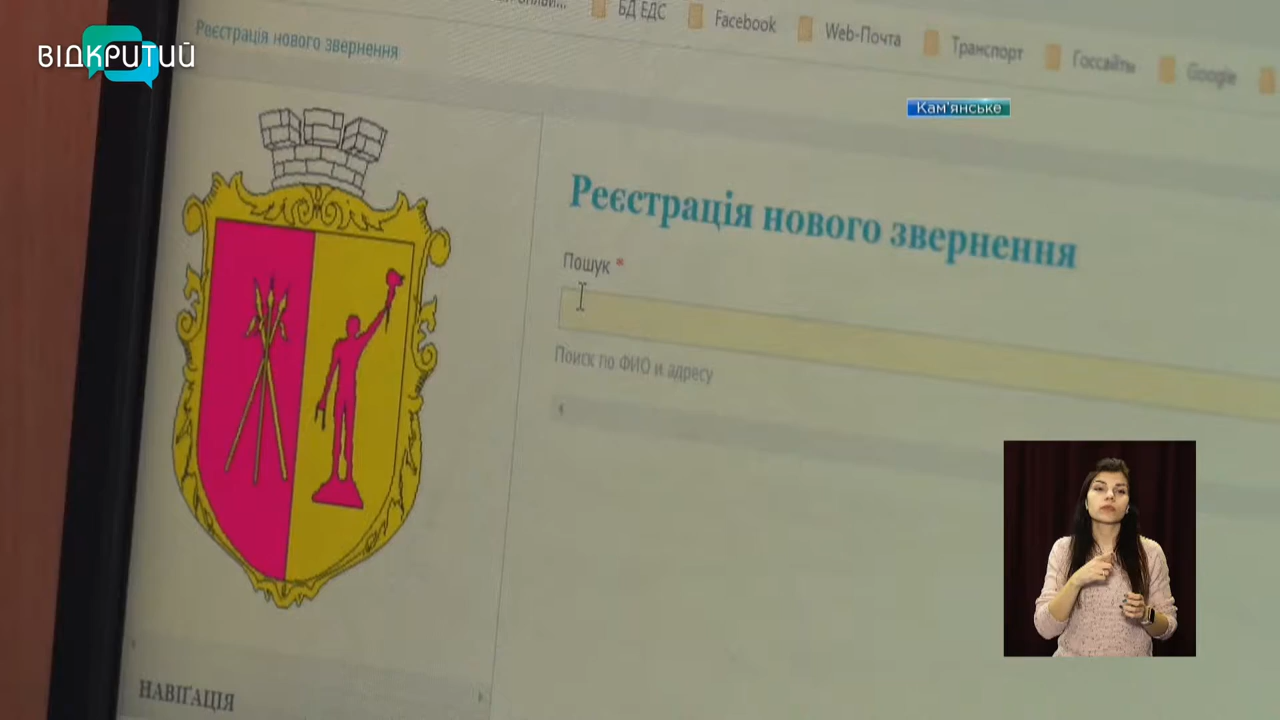 ВІДКРИТИЙ
БД ЕДС
Facebook
Web-Почта
Транспорт
Госсайты
Google
Реєстрація нового звернення
Кам'янське
Реєстрація нового звернення
Пошук *
Поиск по ФИО и адресу
НАВІҐАЦІЯ